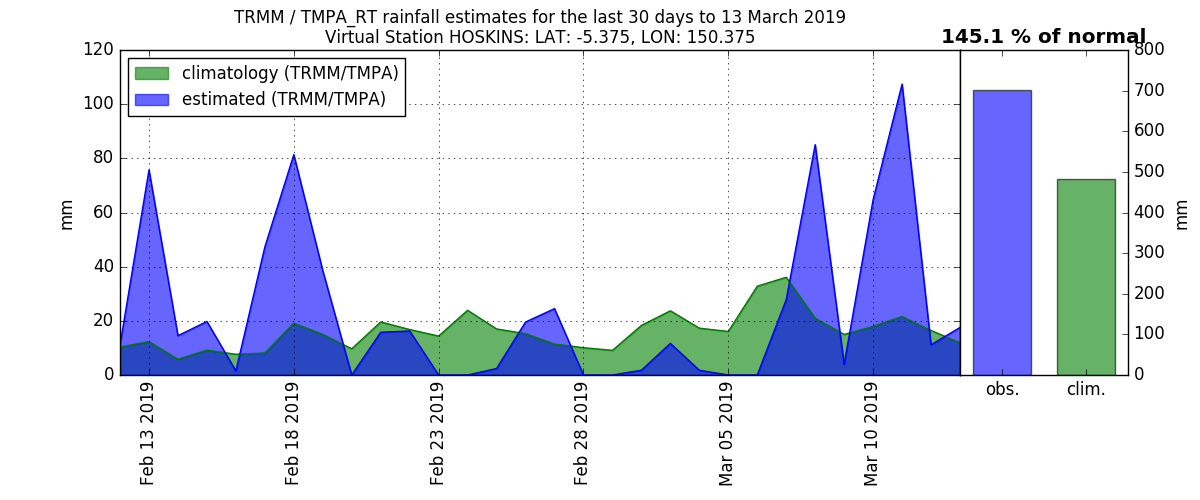 TRMM / TMPA_RT rainfall estimates for the last 30 days to 13 March 2019
Virtual Station HOSKINS: LAT: -5.375, LON: 150.375
145.1 % of normal
climatology (TRMM/TMPA)
estimated (TRMM/TMPA)
120
100
80
60
40
20
0
mm
Feb 13 2019
Feb 18 2019
Feb 23 2019
Feb 28 2019
Mar 05 2019
Mar 10 2019
800
700
600
500
400
300
200
100
0
mm
obs.
clim.